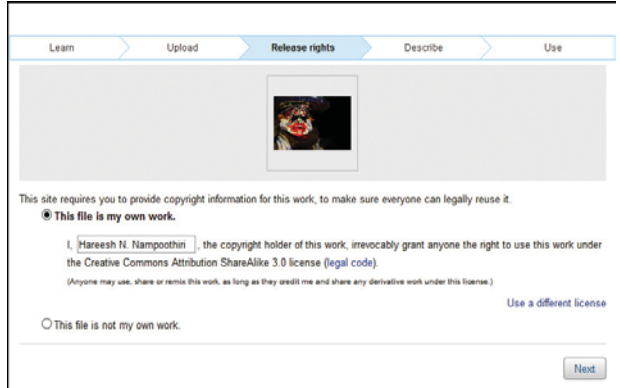 Learn Upload Release rights Describe Use
This site requires you to provide copyright information for this work, to make sure everyone can legally reuse it.
This file is my own work.
I, Hareesh N. Nampoothiri , the copyright holder of this work, irrevocably grant anyone the right to use this work under
the Creative Commons Attribution ShareAlike 3.0 license (legal code).
(Anyone may use, share or remix this work, as long as they credit me and share any derivative work under this license.)
Use a different license
This file is not my own work.
Next